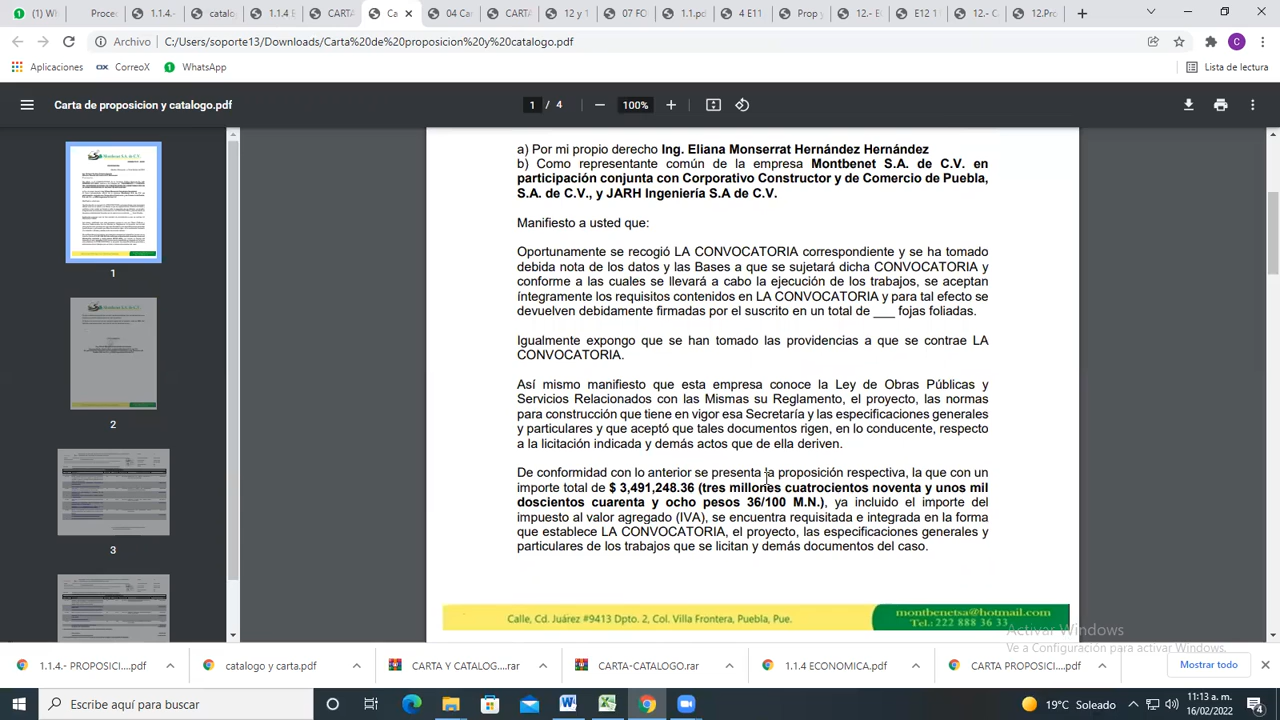 (1) WI
Proce
1.1.4.-
catalo
1.1.4 E
CARTA
Ca
04 Car
CARTA
12 y 1
07 FO
1.1.pd
4 E11
Prop y
12.- E
E12 11
12.- C
12.Pro
Archivo | C:/Users/soporte13/Downloads/Carta%20de%20proposicion%20y%20catalogo.pdf
C
Aplicaciones CorreoX WhatsApp Lista de lectura
Carta de proposicion y catalogo.pdf 1 / 4 100%
1
2
3
a) Por mi propio derecho Ing. Eliana Monserrat Hernández Hernández
b) Como representante común de la empresa Montbenet S.A. de C.V. en
participación conjunta con Corporativo Constructor y de Comercio de Puebla,
S.A. de C.V., y JARH Ingeniería S.A de C.V.
Manifiesto a usted que:
Oportunamente se recogió LA CONVOCATORIA correspondiente y se ha tomado
debida nota de los datos y las Bases a que se sujetará dicha CONVOCATORIA y
conforme a las cuales se llevará a cabo la ejecución de los trabajos, se aceptan
íntegramente los requisitos contenidos en LA CONVOCATORIA y para tal efecto se
devuelven debidamente firmadas por el suscrito en un total de ___ fojas foliadas.
Igualmente expongo que se han tomado las providencias a que se contrae LA
CONVOCATORIA.
Así mismo manifiesto que esta empresa conoce la Ley de Obras Públicas y
Servicios Relacionados con las Mismas su Reglamento, el proyecto, las normas
para construcción que tiene en vigor esa Secretaría y las especificaciones generales
y particulares y que aceptó que tales documentos rigen, en lo conducente, respecto
a la licitación indicada y demás actos que de ella deriven.
De conformidad con lo anterior se presenta la proposición respectiva, la que con un
importe total de $ 3,491,248.36 (tres millones cuatrocientos noventa y unos mil
doscientos cuarenta y ocho pesos 36/100 M.N.), ya incluido el importe del
impuesto al valor agregado (IVA), se encuentra requisitada e integrada en la forma
que establece LA CONVOCATORIA, el proyecto, las especificaciones generales y
particulares de los trabajos que se licitan y demás documentos del caso.
Calle, Cd. Juárez #9413 Dpto. 2, Col. Villa Frontera, Puebla, Pue.
montbenetsa@hotmail.com
Tel.: 222 888 36 33
Activar Windows
Ve a Configuración para activar Windows.
1.1.4.- PROPOSICI....pdf
catalogo y carta.pdf
CARTA Y CATALOG....rar
CARTA-CATALOGO.rar
1.1.4 ECONOMICA.pdf
CARTA PROPOSICI....pdf
Mostrar todo
Escribe aquí para buscar
19°C Soleado
11:13 a. m.
16/02/2022
4